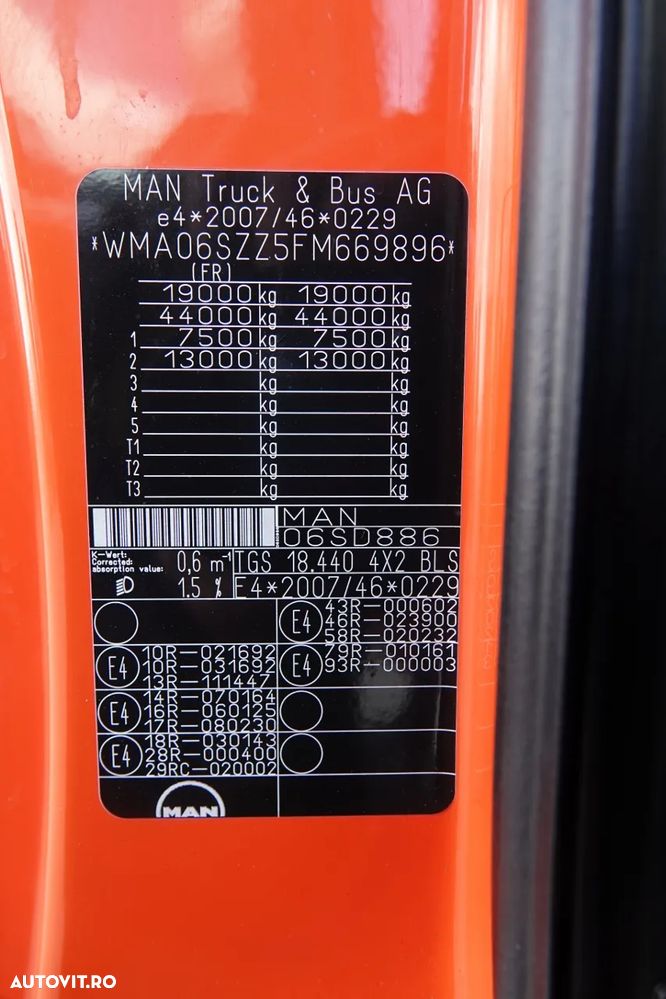 MAN Truck & Bus AG
e4*2007/46*0229
*WMA06SZZ5FM669896*
(FR)
19000 kg 19000 kg
44000 kg 44000 kg
1 7500 kg 7500 kg
2 13000 kg 13000 kg
3 kg kg
4 kg kg
5 kg kg
T1 kg kg
T2 kg kg
T3 kg kg
MAN
06SD886
K-Wert:
Corrected absorption value: 0,6 m⁻¹
TGS 18.440 4X2 BLS
1.5 %
E4*2007/46*0229
E4 43R-000602
46R-023900
58R-020232
E4 10R-021692
10R-031692
13R-111447
E4 79R-010161
93R-000003
E4 14R-070164
16R-060125
17R-080230
E4 18R-030143
28R-000400
29RC-020002
MAN
AUTOVIT.RO